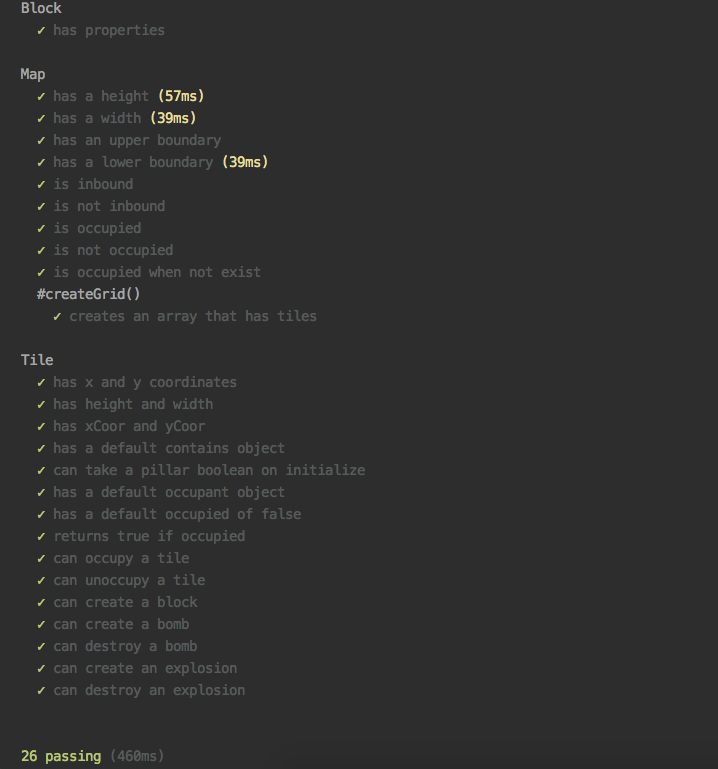 Block
✓ has properties
Map
✓ has a height (57ms)
✓ has a width (39ms)
✓ has an upper boundary
✓ has a lower boundary (39ms)
✓ is inbound
✓ is not inbound
✓ is occupied
✓ is not occupied
✓ is occupied when not exist
#createGrid()
✓ creates an array that has tiles
Tile
✓ has x and y coordinates
✓ has height and width
✓ has xCoor and yCoor
✓ has a default contains object
✓ can take a pillar boolean on initialize
✓ has a default occupant object
✓ has a default occupied of false
✓ returns true if occupied
✓ can occupy a tile
✓ can unoccupy a tile
✓ can create a block
✓ can create a bomb
✓ can destroy a bomb
✓ can create an explosion
✓ can destroy an explosion
26 passing (460ms)